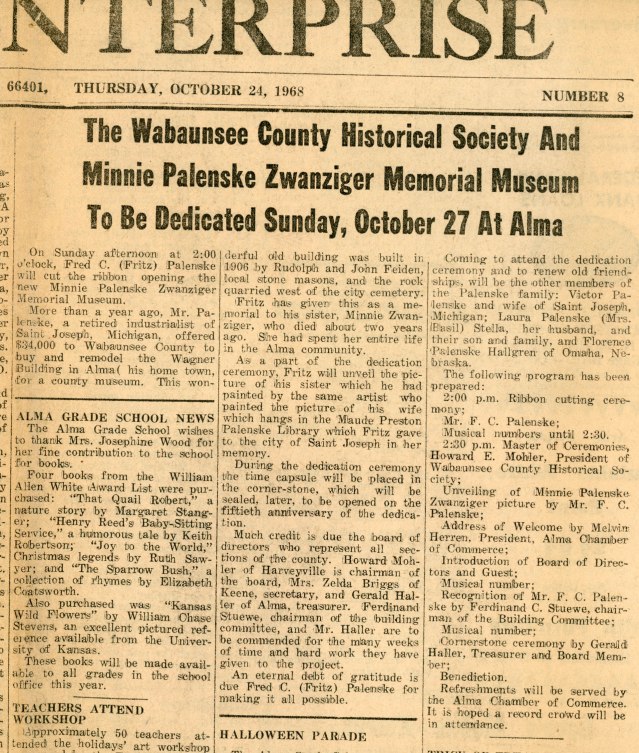 NTERPRISE
66401,
THURSDAY, OCTOBER 24, 1968
NUMBER 8
The Wabaunsee County Historical Society And
Minnie Palenske Zwanziger Memorial Museum
To Be Dedicated Sunday, October 27 At Alma
On Sunday afternoon at 2:00
o'clock, Fred C. (Fritz) Palenske
will cut the ribbon opening the
new Minnie Palenske Zwanziger
Memorial Museum.
More than a year ago, Mr. Pa-
lenske, a retired industrialist of
Saint Joseph, Michigan, offered
$34,000 to Wabaunsee County to
buy and remodel the Wagner
Building in Alma( his home town,
for a county museum. This won-
ALMA GRADE SCHOOL NEWS
The Alma Grade School wishes
to thank Mrs. Josephine Wood for
her fine contribution to the school
for books.
Four books from the William
Allen White Award List were pur-
chased: "That Quail Robert," a
nature story by Margaret Stang-
er; "Henry Reed's Baby-Sitting
Service," a humorous tale by Keith
Robertson; "Joy to the World,"
Christmas legends by Ruth Saw-
yer; and "The Sparrow Bush," a
collection of rhymes by Elizabeth
Coatsworth.
Also purchased was "Kansas
Wild Flowers" by William Chase
Stevens, an excellent pictured ref-
erence available from the Univer-
sity of Kansas.
These books will be made avail-
able to all grades in the school
office this year.
TEACHERS ATTEND
WORKSHOP
Approximately 50 teachers at-
tended the holidays' art workshop
derful old building was built in
1906 by Rudolph and John Feiden,
local stone masons, and the rock
quarried west of the city cemetery.
Fritz has given this as a me-
morial to his sister, Minnie Zwan-
ziger, who died about two years
ago. She had spent her entire life
in the Alma community.
As a part of the dedication
ceremony, Fritz will unveil the pic-
ture of his sister which he had
painted by the same artist who
painted the picture of his wife
which hangs in the Maude Preston
Palenske Library which Fritz gave
to the city of Saint Joseph in her
memory.
During the dedication ceremony
the time capsule will be placed in
the corner-stone, which will be
sealed, later, to be opened on the
fiftieth anniversary of the dedica-
tion.
Much credit is due the board of
directors who represent all sec-
tions of the county. Howard Moh-
ler of Harveyville is chairman of
the board, Mrs. Zelda Briggs of
Keene, secretary, and Gerald Hal-
ler of Alma, treasurer. Ferdinand
Stuewe, chairman of the building
committee, and Mr. Haller are to
be commended for the many weeks
of time and hard work they have
given to the project.
An eternal debt of gratitude is
due Fred C. (Fritz) Palenske for
making it all possible.
HALLOWEEN PARADE
Coming to attend the dedication
ceremony and to renew old friend-
ships, will be the other members of
the Palenske family: Victor Pa-
lenske and wife of Saint Joseph,
Michigan; Laura Palenske (Mrs.
Basil) Stella, her husband, and
their son and family, and Florence
Palenske Hallgren of Omaha, Ne-
braska.
The following program has been
prepared:
2:00 p.m. Ribbon cutting cere-
mony;
Mr. F. C. Palenske;
Musical numbers until 2:30.
2:30 p.m. Master of Ceremonies,
Howard E. Mohler, President of
Wabaunsee County Historical So-
ciety;
Unveiling of Minnie Palenske
Zwanziger picture by Mr. F. C.
Palenske;
Address of Welcome by Melvin
Herren, President, Alma Chamber
of Commerce;
Introduction of Board of Direc-
tors and Guest;
Musical number;
Recognition of Mr. F. C. Palen-
ske by Ferdinand C. Stuewe, chair-
man of the Building Committee;
Musical number;
Cornerstone ceremony by Gerald
Haller, Treasurer and Board Mem-
ber;
Benediction.
Refreshments will be served by
the Alma Chamber of Commerce.
It is hoped a record crowd will be
in attendance.